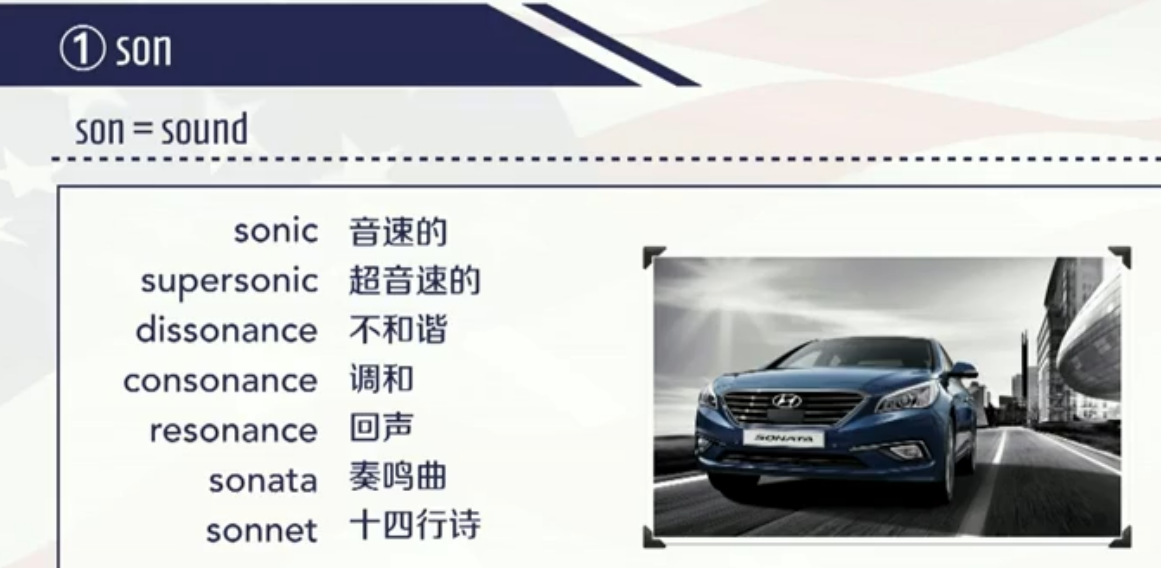 ① son
son = sound
sonic 音速的
supersonic 超音速的
dissonance 不和谐
consonance 调和
resonance 回声
sonata 奏鸣曲
sonnet 十四行诗
SONATA